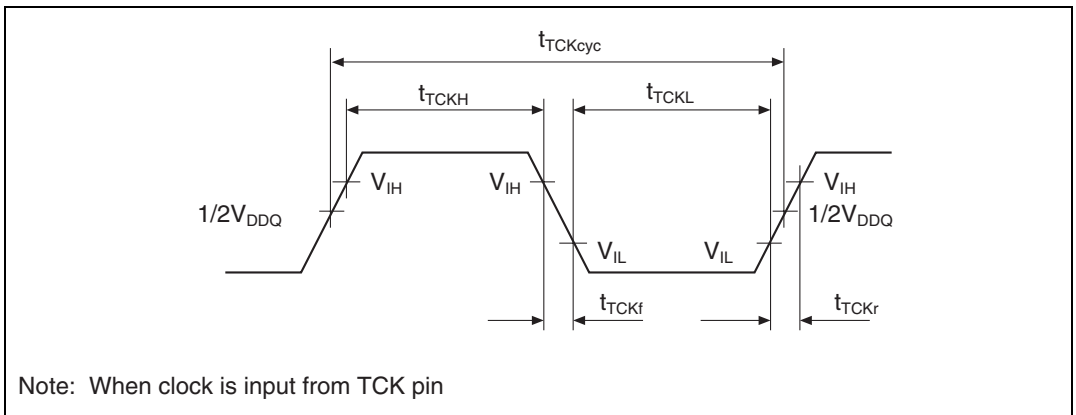 tTCKcyc
tTCKH tTCKL
VIH VIH VIH
1/2VDDQ 1/2VDDQ
VIL VIL
tTCKf tTCKr
Note: When clock is input from TCK pin